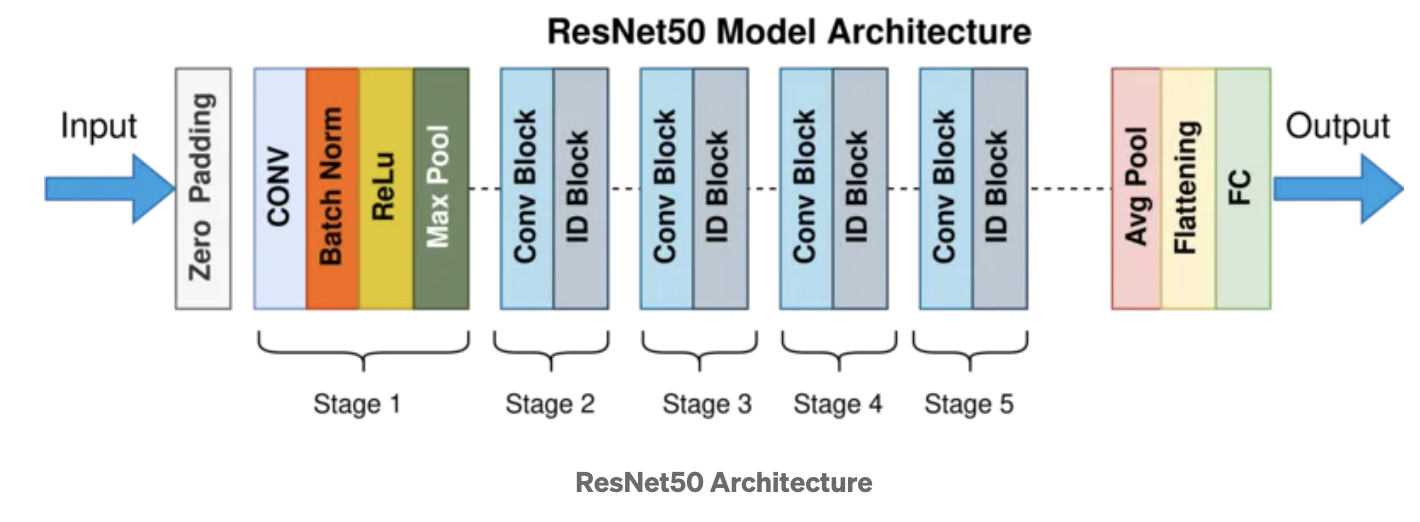 ResNet50 Model Architecture
Input
Zero Padding
CONV
Batch Norm
ReLu
Max Pool
Conv Block
ID Block
Conv Block
ID Block
Conv Block
ID Block
Conv Block
ID Block
Avg Pool
Flattening
FC
Output
Stage 1
Stage 2
Stage 3
Stage 4
Stage 5
ResNet50 Architecture